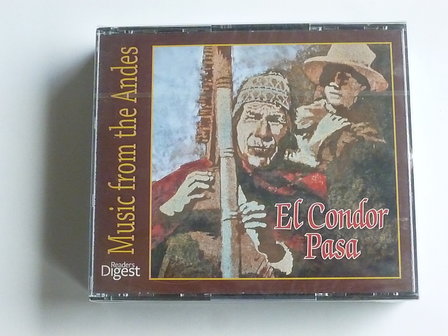 Music from the Andes
Readers
Digest
El Condor
Pasa